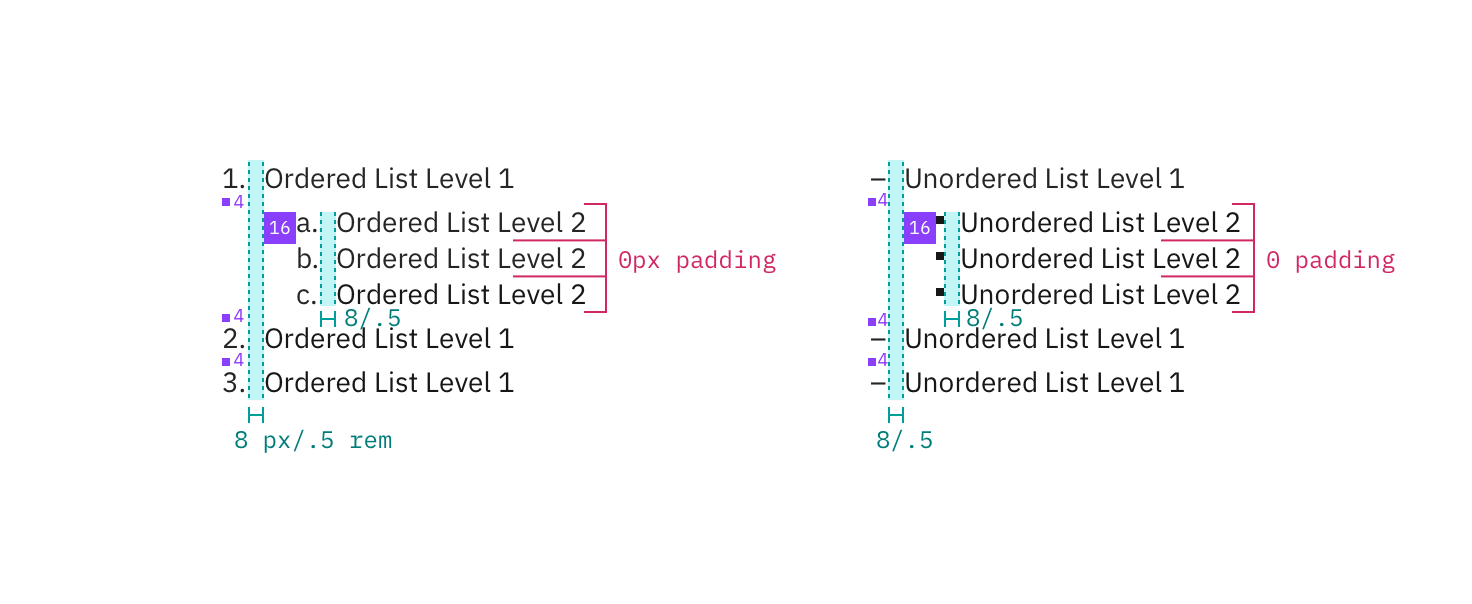 1. Ordered List Level 1
4
16 a. Ordered List Level 2
b. Ordered List Level 2
0px padding
c. Ordered List Level 2
4
8/.5
2. Ordered List Level 1
4
3. Ordered List Level 1
8 px/.5 rem
– Unordered List Level 1
4
16 ▪ Unordered List Level 2
▪ Unordered List Level 2
0 padding
▪ Unordered List Level 2
4
8/.5
– Unordered List Level 1
4
– Unordered List Level 1
8/.5